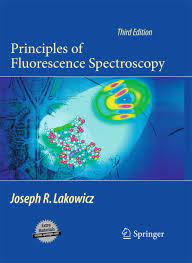 Third Edition
Principles of
Fluorescence Spectroscopy
Joseph R. Lakowicz
Springer